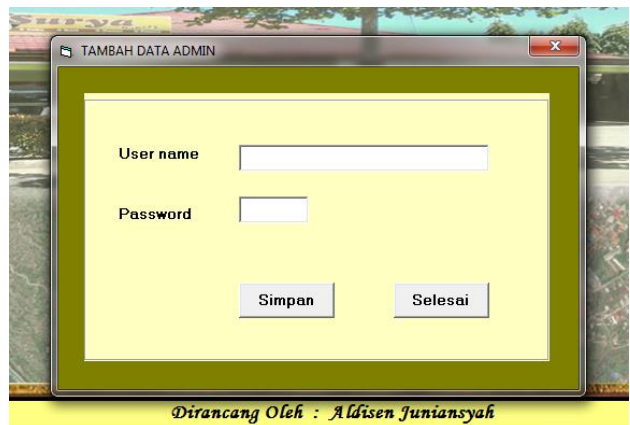 Surya
TAMBAH DATA ADMIN
User name
Password
Simpan
Selesai
Dirancang Oleh : Aldisen Juniansyah